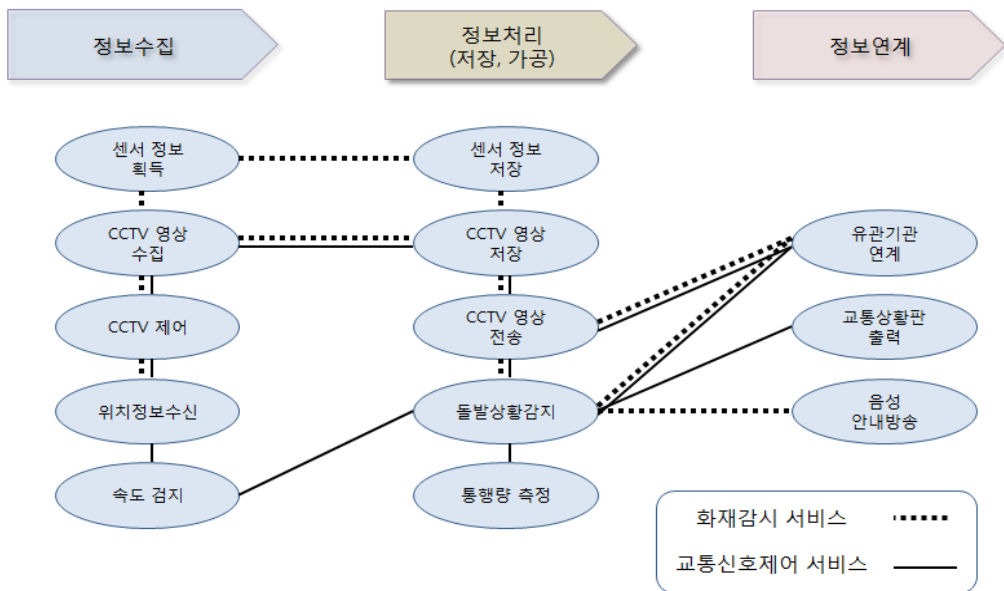 정보수집
정보처리
(저장, 가공)
정보연계
센서 정보
획득
센서 정보
저장
CCTV 영상
수집
CCTV 영상
저장
유관기관
연계
CCTV 제어
CCTV 영상
전송
교통상황판
출력
위치정보수신
돌발상황감지
음성
안내방송
속도 검지
통행량 측정
화재감시 서비스
교통신호제어 서비스